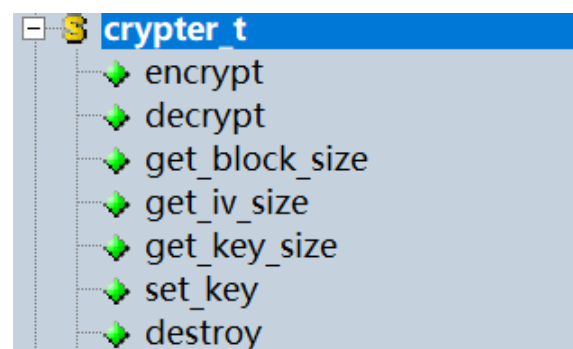 crypter_t
encrypt
decrypt
get_block_size
get_iv_size
get_key_size
set_key
destroy